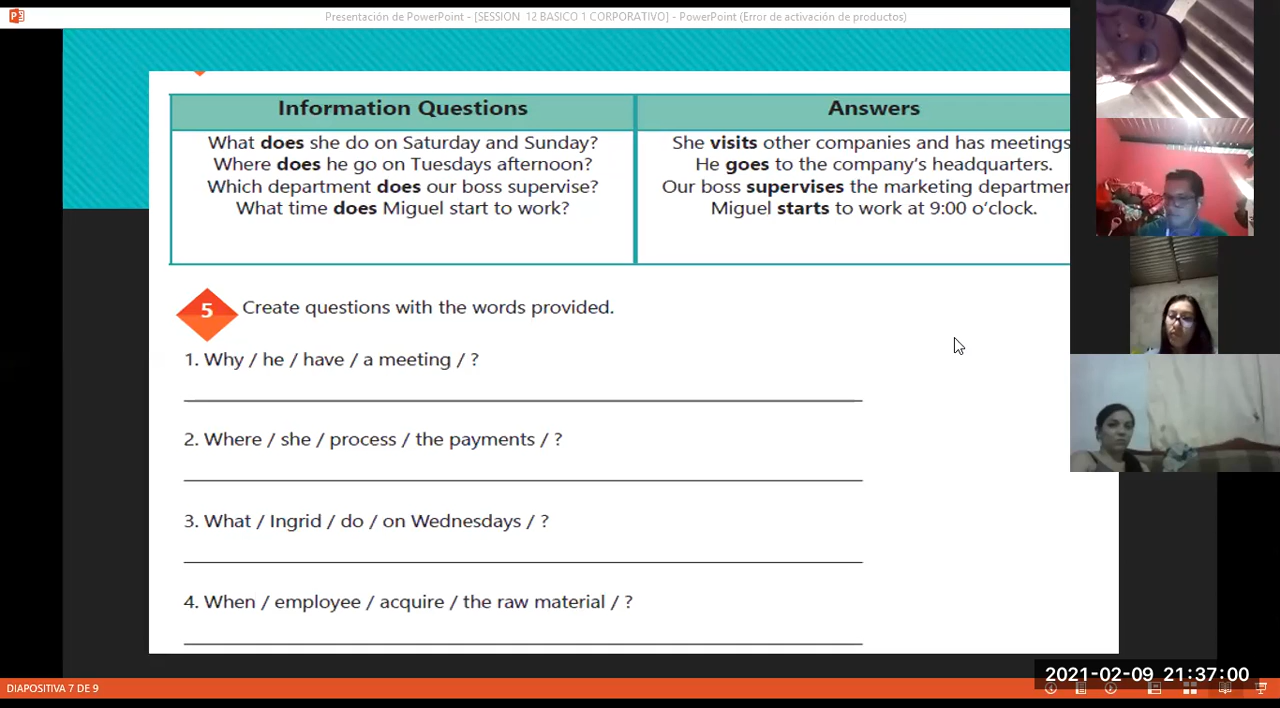 Presentación de PowerPoint - [SESSION 12 BASICO 1 CORPORATIVO] - PowerPoint (Error de activación de productos)
Information Questions
Answers
What does she do on Saturday and Sunday?
She visits other companies and has meetings
Where does he go on Tuesdays afternoon?
He goes to the company's headquarters.
Which department does our boss supervise?
Our boss supervises the marketing departmen
What time does Miguel start to work?
Miguel starts to work at 9:00 o'clock.
5 Create questions with the words provided.
1. Why / he / have / a meeting / ?
2. Where / she / process / the payments / ?
3. What / Ingrid / do / on Wednesdays / ?
4. When / employee / acquire / the raw material / ?
2021-02-09 21:37:00
DIAPOSITIVA 7 DE 9